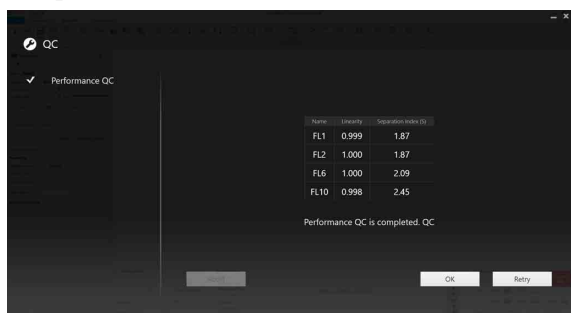 QC
Performance QC
Name Linearity Separation Index (S)
FL1 0.999 1.87
FL2 1.000 1.87
FL6 1.000 2.09
FL10 0.998 2.45
Performance QC is completed. QC
OK Retry